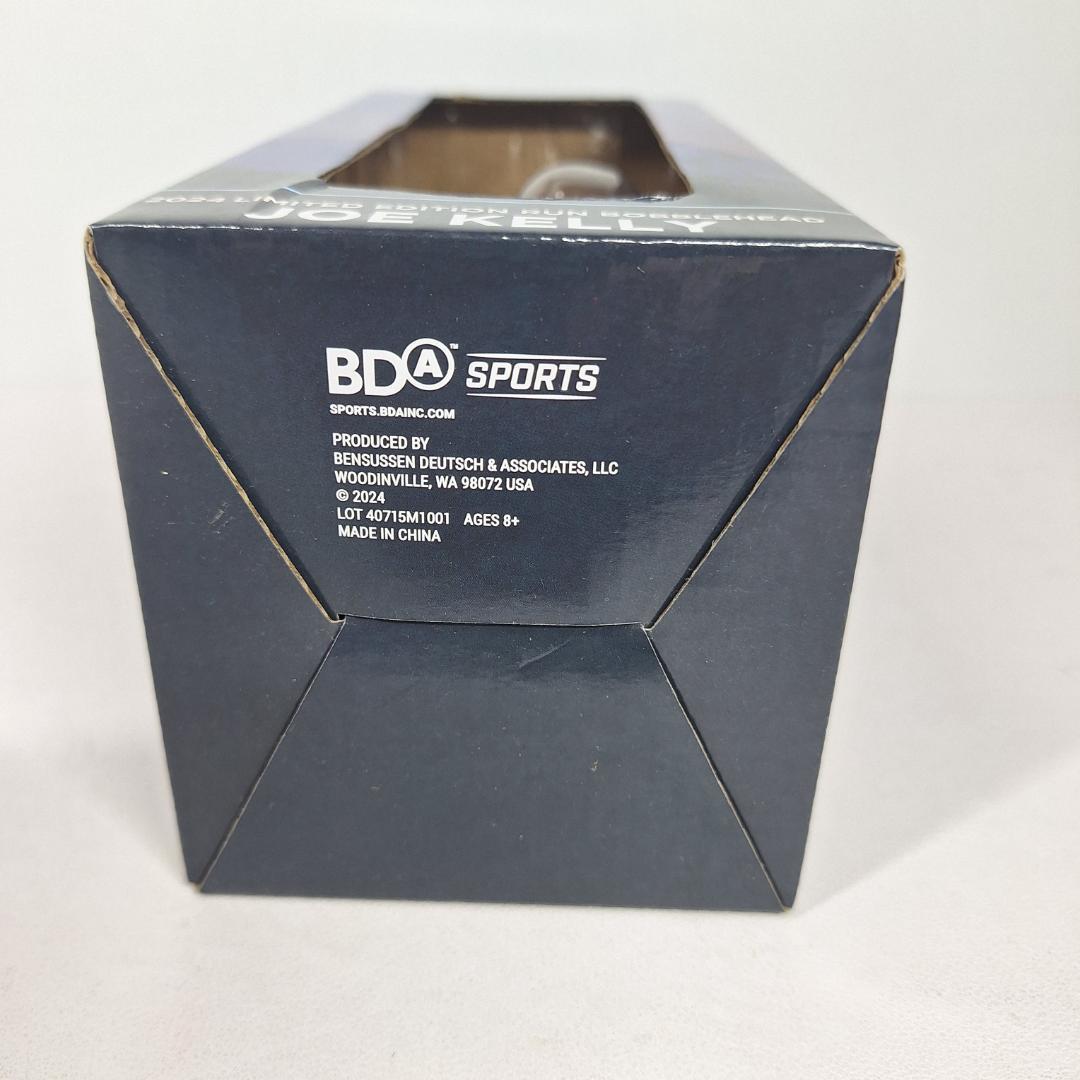 2024 LIMITED EDITION RUN BOBBLEHEAD
JOE KELLY
BDA™ SPORTS
SPORTS.BDAINC.COM
PRODUCED BY
BENSUSSEN DEUTSCH & ASSOCIATES, LLC
WOODINVILLE, WA 98072 USA
© 2024
LOT 40715M1001 AGES 8+
MADE IN CHINA